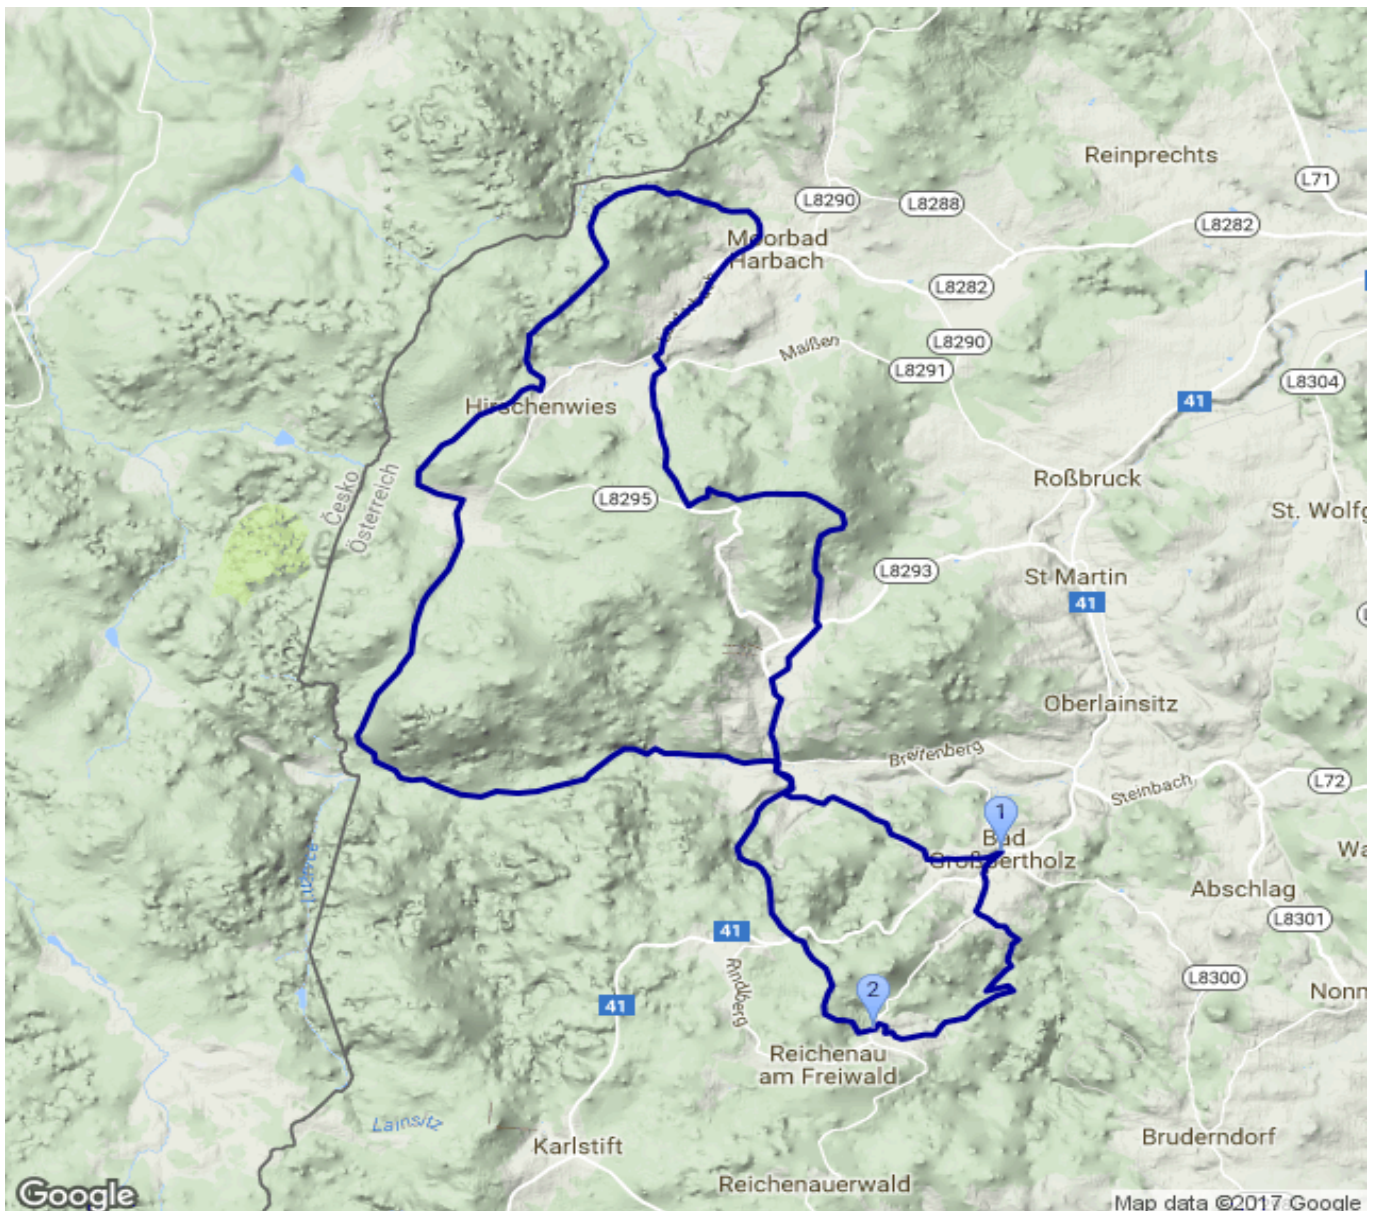 Reinprechts
L71
L8290
L8288
L8282
Moorbad
Harbach
L8282
L8290
Maißen
L8291
L8304
41
Hirschenwies
Roßbruck
Česko
Österreich
L8295
St. Wolfg
L8293
St Martin
41
Oberlainsitz
Breitenberg
Steinbach
L72
1
Bad
Großpertholz
Wa
Abschlag
L8301
41
Rindlberg
L8300
2
Nonn
41
Reichenau
am Freiwald
Lainsitz
Karlstift
Bruderndorf
Reichenauerwald
Google
Map data ©2017 Google